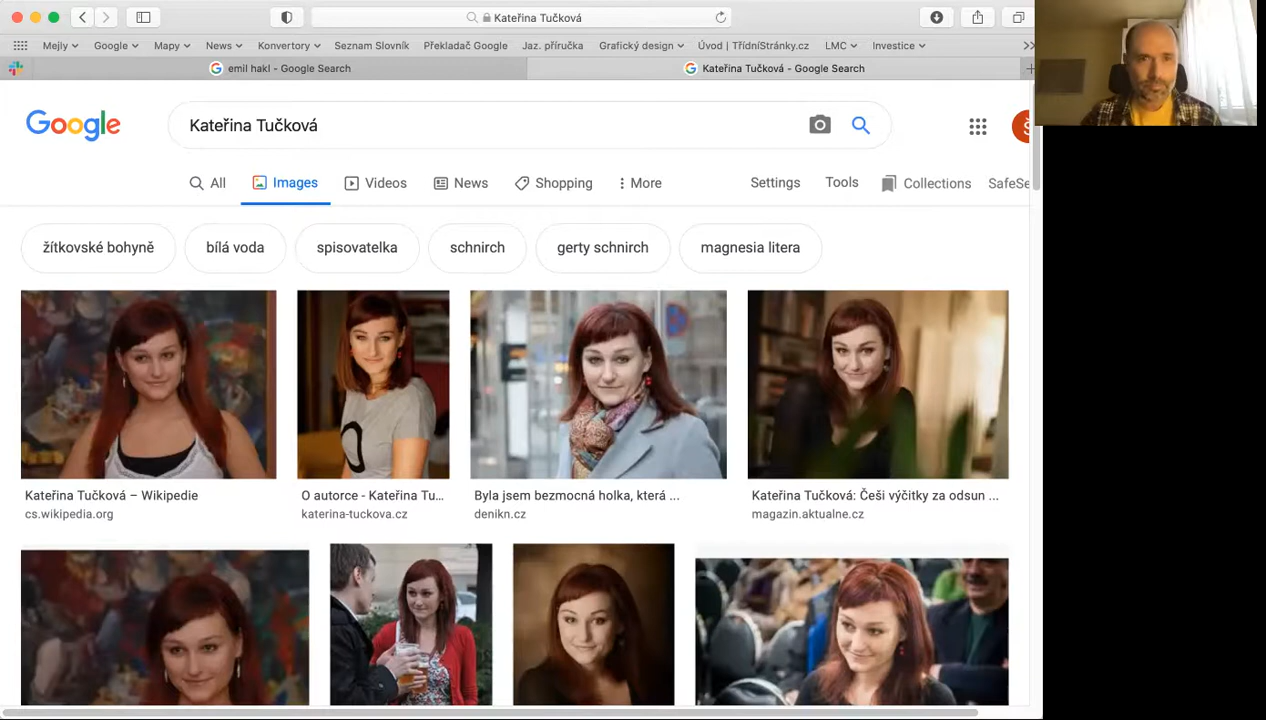 Kateřina Tučková
Mejly Google Mapy News Konvertory Seznam Slovník Překladač Google Jaz. příručka Grafický design Úvod | TřídníStránky.cz LMC Investice
emil hakl - Google Search
Kateřina Tučková - Google Search
Google
Kateřina Tučková
Š
All Images Videos News Shopping More Settings Tools Collections SafeSe
žítkovské bohyně bílá voda spisovatelka schnirch gerty schnirch magnesia litera
Kateřina Tučková – Wikipedie
cs.wikipedia.org
O autorce - Kateřina Tu...
katerina-tuckova.cz
Byla jsem bezmocná holka, která ...
denikn.cz
Kateřina Tučková: Češi výčitky za odsun ...
magazin.aktualne.cz